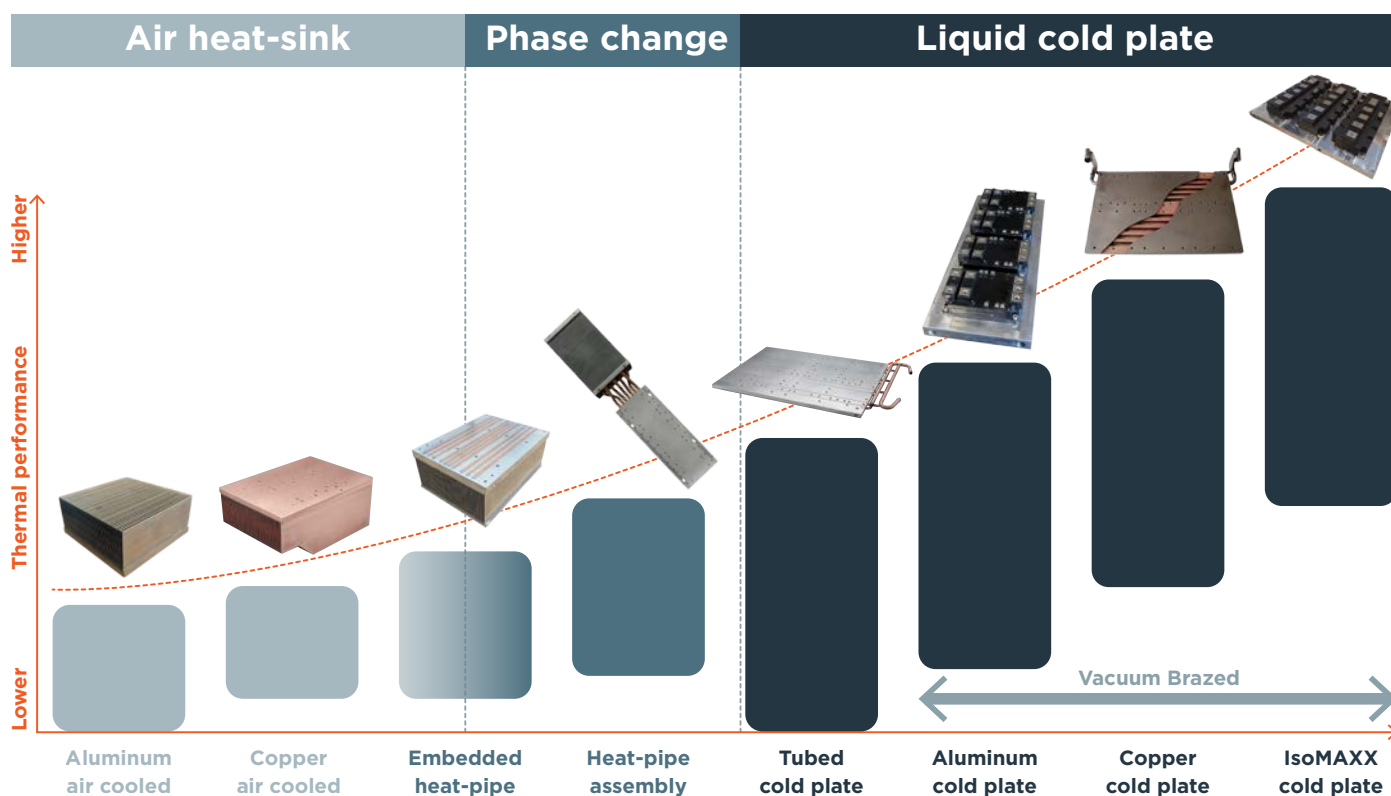 Air heat-sink
Phase change
Liquid cold plate
Higher
Thermal performance
Lower
Vacuum Brazed
Aluminum
air cooled
Copper
air cooled
Embedded
heat-pipe
Heat-pipe
assembly
Tubed
cold plate
Aluminum
cold plate
Copper
cold plate
IsoMAXX
cold plate